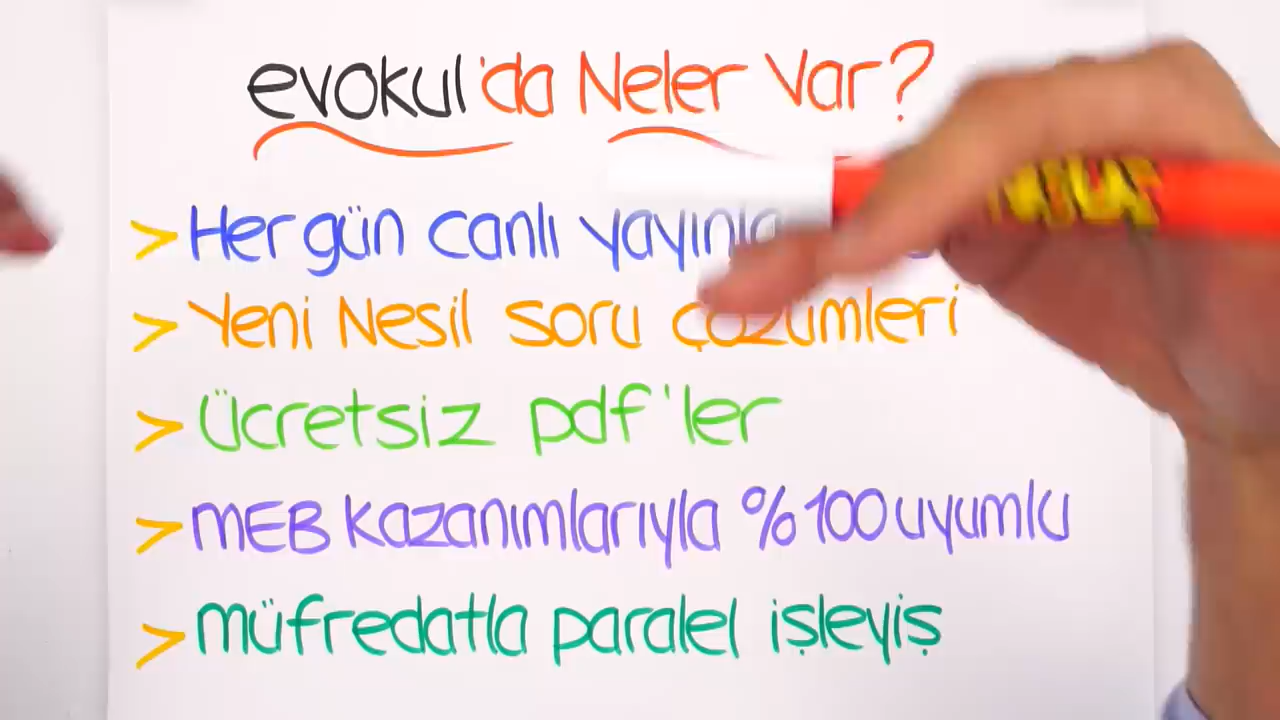 evokul'da Neler Var?
> Her gün canlı
> Yeni Nesil soru çözümleri
> Ücretsiz pdf'ler
> MEB kazanımlarıyla %100 uyumlu
> müfredatla paralel işleyiş